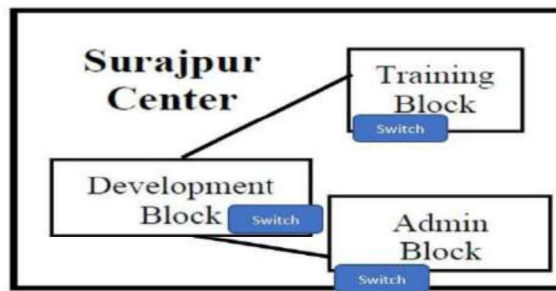 Surajpur
Center
Training
Block
Switch
Development
Block
Switch
Admin
Block
Switch